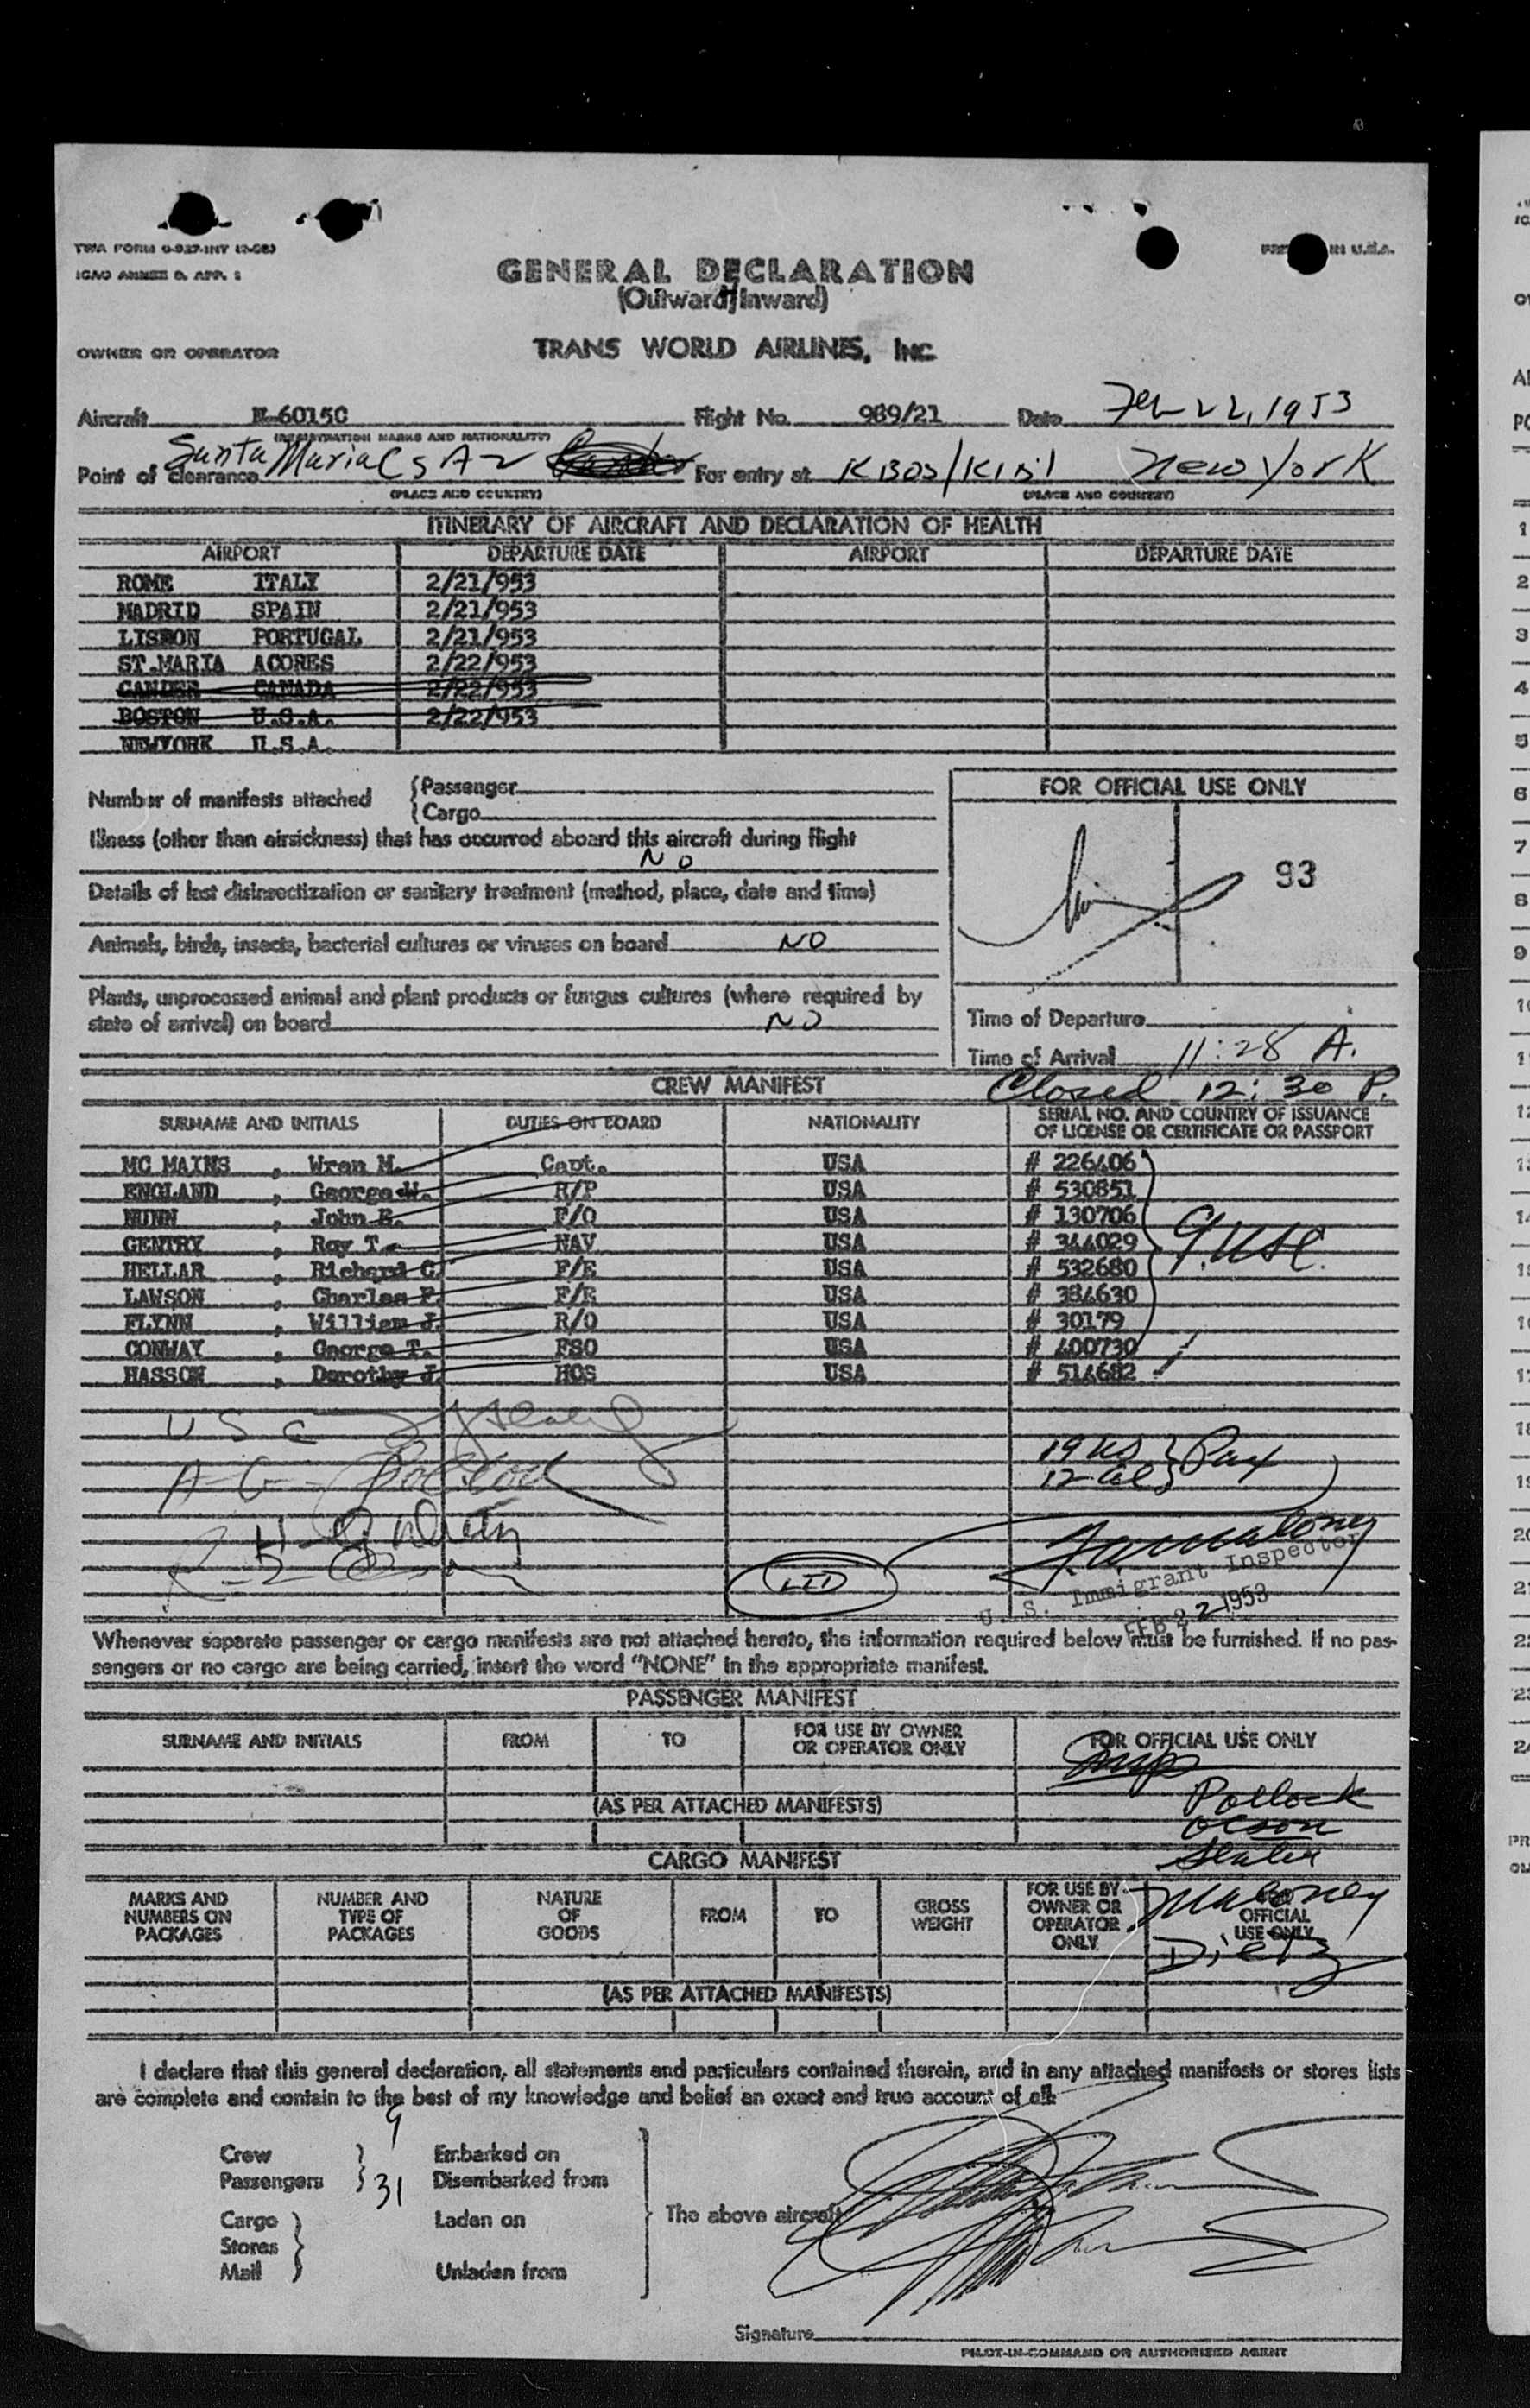 TWA FORM
ICAO ANNEX 9, APP. 1
IN U.S.A.
GENERAL DECLARATION
(Outward/Inward)
OWNER OR OPERATOR
TRANS WORLD AIRLINES, INC.
Aircraft N-6015C Flight No. 989/21 Date Feb 22, 1953
(REGISTRATION MARKS AND NATIONALITY)
Point of clearance Santa Maria For entry at New York
(PLACE AND COUNTRY) (PLACE AND COUNTRY)
ITINERARY OF AIRCRAFT AND DECLARATION OF HEALTH
AIRPORT DEPARTURE DATE AIRPORT DEPARTURE DATE
ROME ITALY 2/21/953
MADRID SPAIN 2/21/953
LISBON PORTUGAL 2/21/953
ST.MARIA ACORES 2/22/953
GANDER CANADA 2/22/953
BOSTON U.S.A. 2/22/953
NEWYORK U.S.A.
Number of manifests attached {Passenger
{Cargo
FOR OFFICIAL USE ONLY
Illness (other than airsickness) that has occurred aboard this aircraft during flight
NO
93
Details of last disinsectization or sanitary treatment (method, place, date and time)
Animals, birds, insects, bacterial cultures or viruses on board NO
Plants, unprocessed animal and plant products or fungus cultures (where required by
state of arrival) on board NO
Time of Departure
Time of Arrival 11:28 A.
Closed 12:30 P.
CREW MANIFEST
SURNAME AND INITIALS DUTIES ON BOARD NATIONALITY SERIAL NO. AND COUNTRY OF ISSUANCE
OF LICENSE OR CERTIFICATE OR PASSPORT
MC MAINS , Wren M. Capt. USA # 226406
ENGLAND , George W. R/P USA # 530851
NUNN , John E. F/O USA # 130706
GENTRY , Roy T. NAV USA # 344029
HELLAR , Richard C. F/E USA # 532680
LAWSON , Charles F. F/E USA # 384630
FLYNN , William J. R/O USA # 30179
CONWAY , George T. FSO USA # 400730
HASSON , Dorothy J. HOS USA # 514682
9 USC.
U S C
19 US } Pax
12 Al }
A-G- Pollock
LTD
U. S. Immigrant Inspector
FEB 22 1953
Whenever separate passenger or cargo manifests are not attached hereto, the information required below must be furnished. If no pas-
sengers or no cargo are being carried, insert the word "NONE" in the appropriate manifest.
PASSENGER MANIFEST
SURNAME AND INITIALS FROM TO FOR USE BY OWNER
OR OPERATOR ONLY FOR OFFICIAL USE ONLY
(AS PER ATTACHED MANIFESTS)
Pollock
Olson
Slater
Maloney
Dietz
CARGO MANIFEST
MARKS AND
NUMBERS ON
PACKAGES
NUMBER AND
TYPE OF
PACKAGES
NATURE
OF
GOODS
FROM
TO
GROSS
WEIGHT
FOR USE BY
OWNER OR
OPERATOR
ONLY
FOR
OFFICIAL
USE ONLY
(AS PER ATTACHED MANIFESTS)
I declare that this general declaration, all statements and particulars contained therein, and in any attached manifests or stores lists
are complete and contain to the best of my knowledge and belief an exact and true account of all:
Crew } 9 Embarked on
Passengers } 31 Disembarked from
Cargo } Laden on
The above aircraft
Stores
Mail } Unladen from
Signature
PILOT-IN-COMMAND OR AUTHORISED AGENT